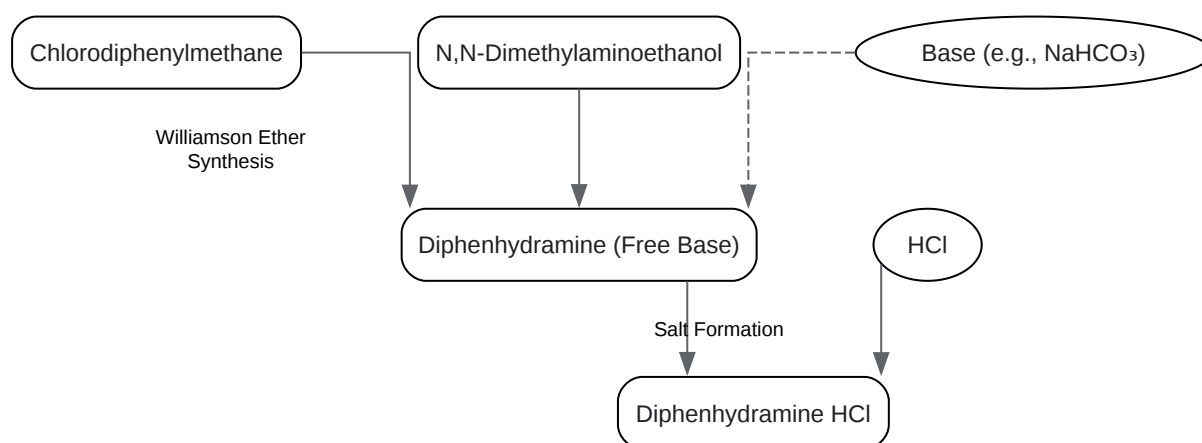 Chlorodiphenylmethane
N,N-Dimethylaminoethanol
Base (e.g., NaHCO₃)
Williamson Ether
Synthesis
Diphenhydramine (Free Base)
HCl
Salt Formation
Diphenhydramine HCl